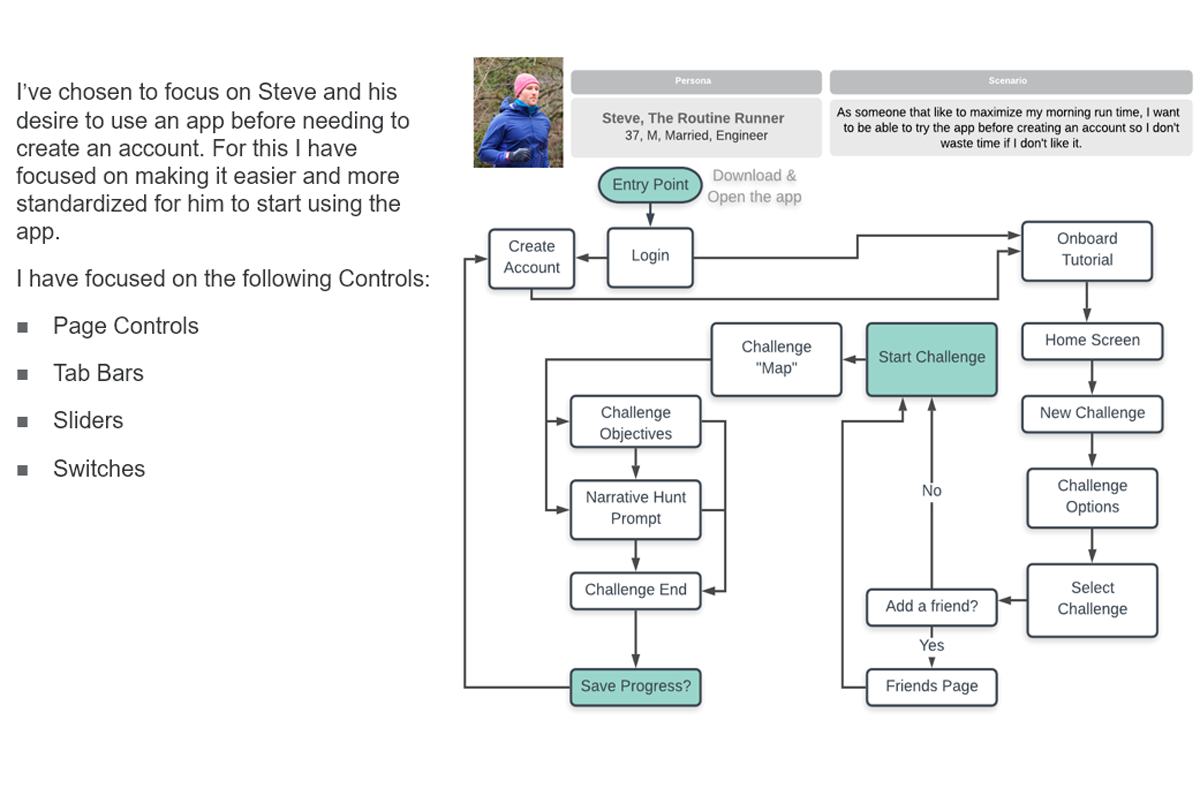 I’ve chosen to focus on Steve and his
desire to use an app before needing to
create an account. For this I have
focused on making it easier and more
standardized for him to start using the
app.
I have focused on the following Controls:
Page Controls
Tab Bars
Sliders
Switches
Persona
Scenario
Steve, The Routine Runner
37, M, Married, Engineer
As someone that like to maximize my morning run time, I want
to be able to try the app before creating an account so I don't
waste time if I don't like it.
Entry Point
Download &
Open the app
Create
Account
Login
Onboard
Tutorial
Home Screen
New Challenge
Challenge
Options
Select
Challenge
Add a friend?
No
Yes
Friends Page
Start Challenge
Challenge
"Map"
Challenge
Objectives
Narrative Hunt
Prompt
Challenge End
Save Progress?